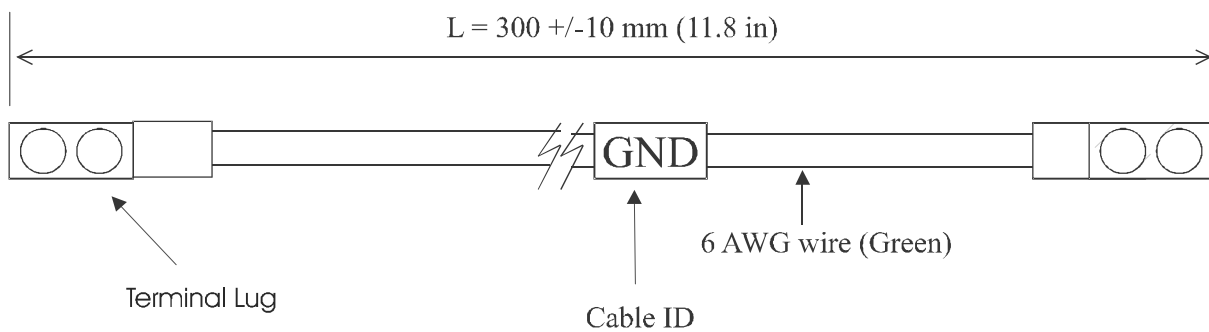 L = 300 +/-10 mm (11.8 in)
GND
6 AWG wire (Green)
Terminal Lug
Cable ID